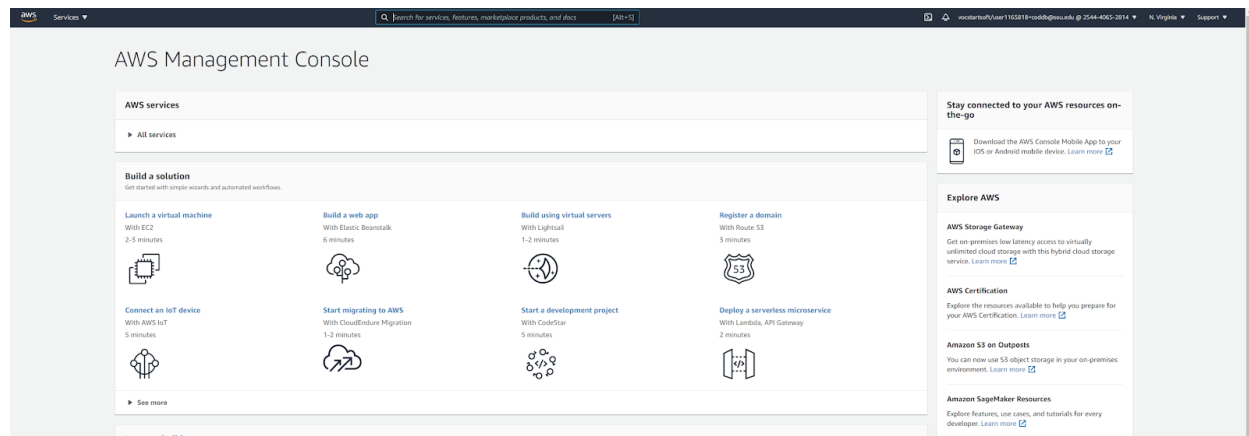 aws Services ▼ Search for services, features, marketplace products, and docs [Alt+S] vocstartsoft/user1165818=coddb@sou.edu @ 2544-4065-2814 ▼ N. Virginia ▼ Support ▼
AWS Management Console
AWS services
All services
Build a solution
Get started with simple wizards and automated workflows.
Launch a virtual machine
With EC2
2-3 minutes
Build a web app
With Elastic Beanstalk
6 minutes
Build using virtual servers
With Lightsail
1-2 minutes
Register a domain
With Route 53
3 minutes
53
Connect an IoT device
With AWS IoT
5 minutes
Start migrating to AWS
With CloudEndure Migration
1-2 minutes
Start a development project
With CodeStar
5 minutes
Deploy a serverless microservice
With Lambda, API Gateway
2 minutes
See more
Stay connected to your AWS resources on-
the-go
Download the AWS Console Mobile App to your
iOS or Android mobile device. Learn more
Explore AWS
AWS Storage Gateway
Get on-premises low latency access to virtually
unlimited cloud storage with this hybrid cloud storage
service. Learn more
AWS Certification
Explore the resources available to help you prepare for
your AWS Certification. Learn more
Amazon S3 on Outposts
You can now use S3 object storage in your on-premises
environment. Learn more
Amazon SageMaker Resources
Explore features, use cases, and tutorials for every
developer. Learn more